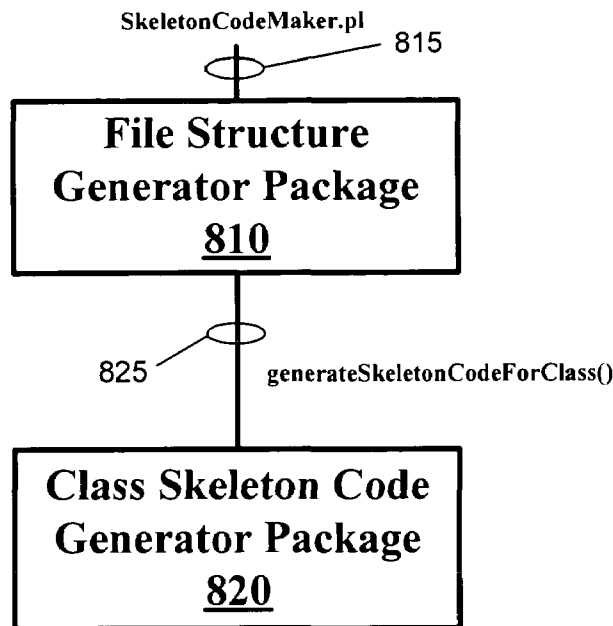 SkeletonCodeMaker.pl
815
File Structure
Generator Package
810
825
generateSkeletonCodeForClass()
Class Skeleton Code
Generator Package
820